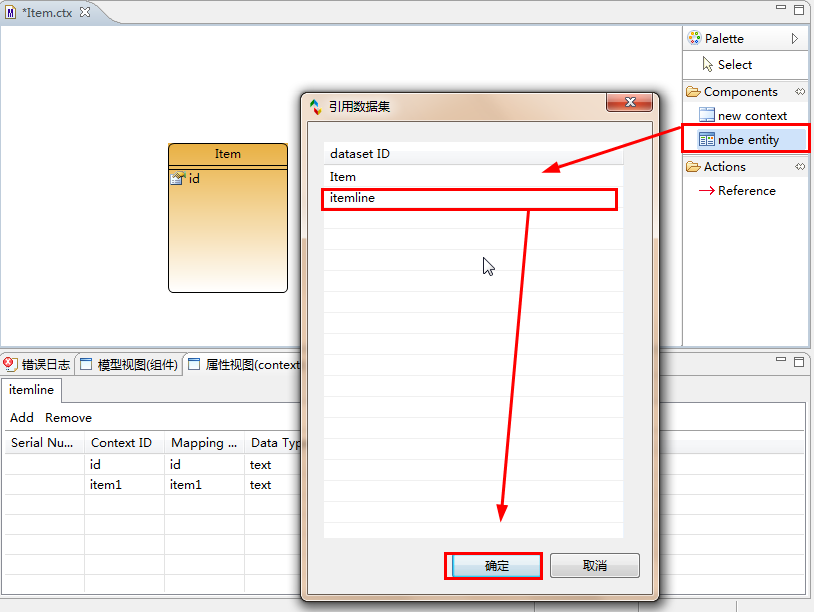 *Item.ctx
Palette
Select
Components
new context
mbe entity
Actions
Reference
Item
id
引用数据集
dataset ID
Item
itemline
确定
取消
错误日志
模型视图(组件)
属性视图(context
itemline
Add Remove
Serial Nu... Context ID Mapping ... Data Typ
id id text
item1 item1 text